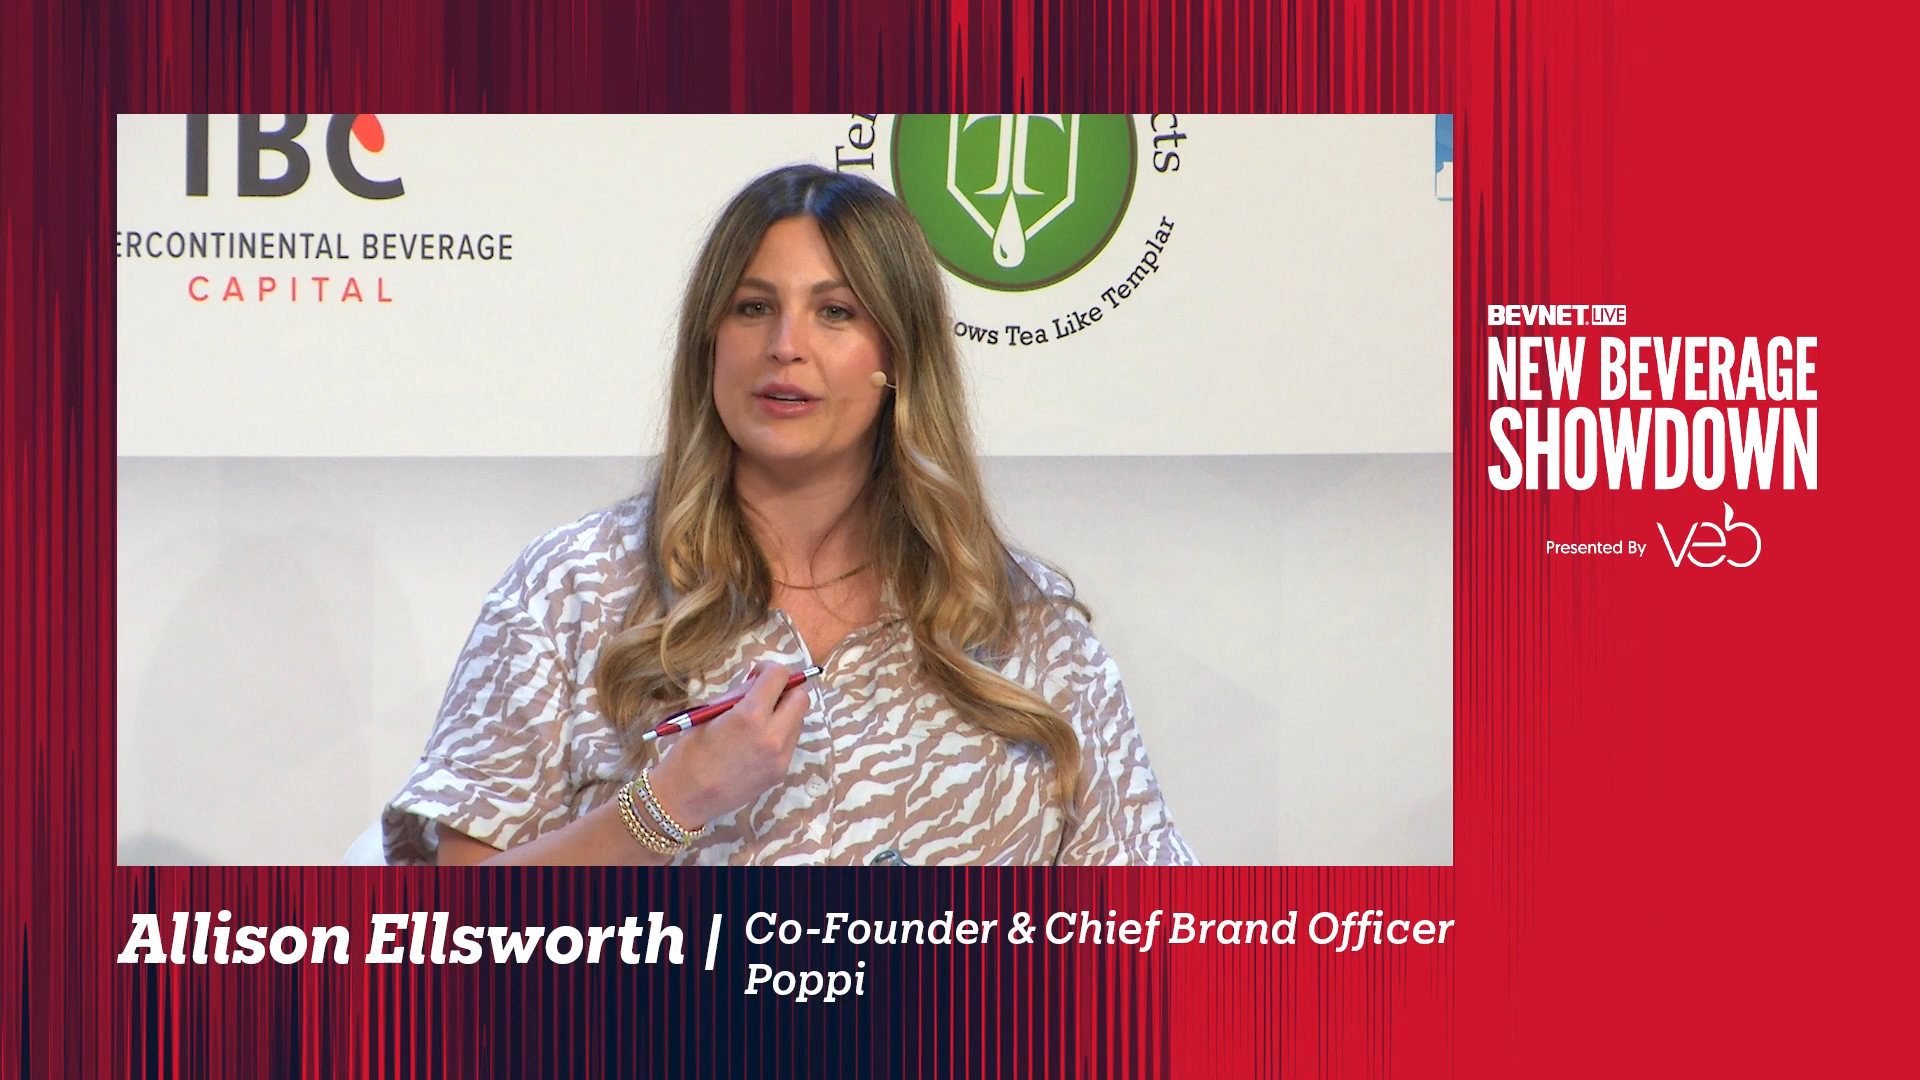 IBC
ERCONTINENTAL BEVERAGE
CAPITAL
T
cts
ows Tea Like Templar
BEVNET.LIVE
NEW BEVERAGE
SHOWDOWN
Presented By veb
Allison Ellsworth | Co-Founder & Chief Brand Officer
Poppi